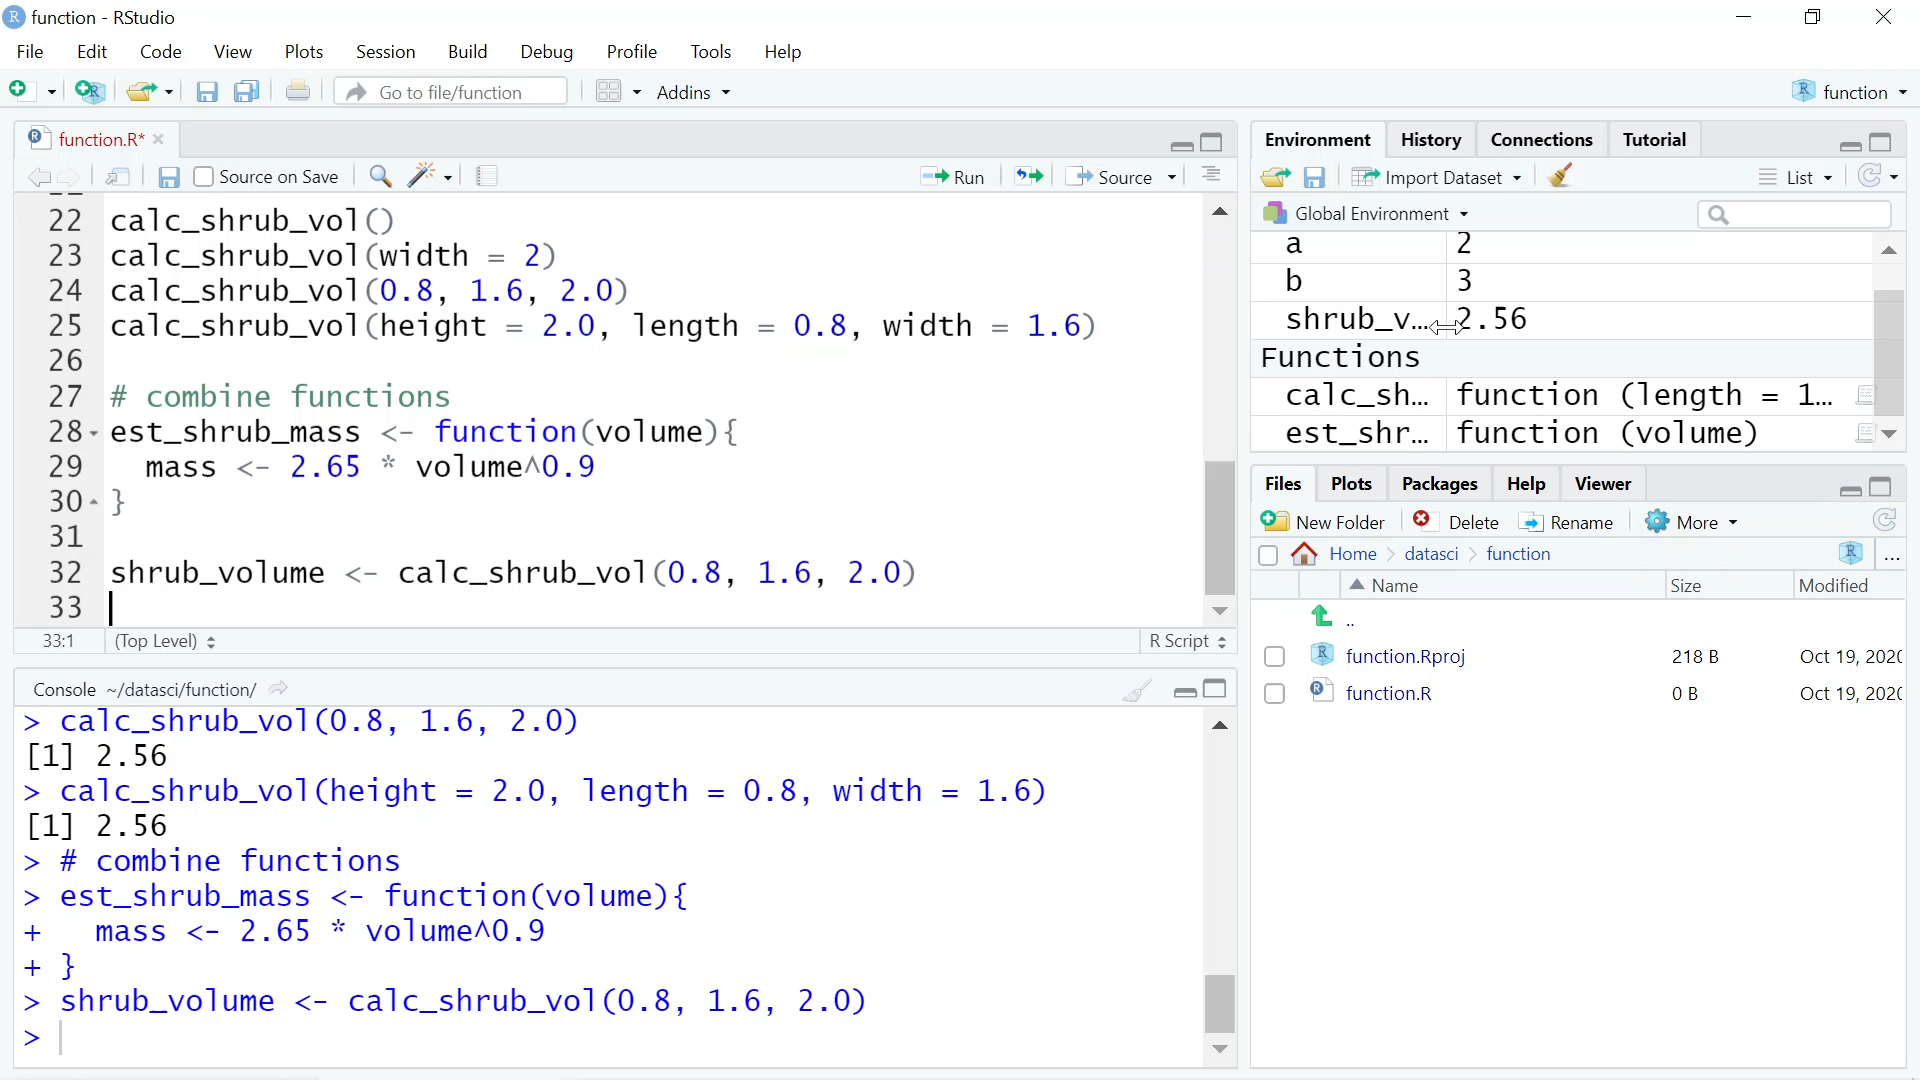 function - RStudio
File Edit Code View Plots Session Build Debug Profile Tools Help
Go to file/function Addins function
function.R*
Source on Save Run Source
22 calc_shrub_vol()
23 calc_shrub_vol(width = 2)
24 calc_shrub_vol(0.8, 1.6, 2.0)
25 calc_shrub_vol(height = 2.0, length = 0.8, width = 1.6)
26
27 # combine functions
28 est_shrub_mass <- function(volume){
29 mass <- 2.65 * volume^0.9
30 }
31
32 shrub_volume <- calc_shrub_vol(0.8, 1.6, 2.0)
33
33:1 (Top Level) R Script
Console ~/datasci/function/
> calc_shrub_vol(0.8, 1.6, 2.0)
[1] 2.56
> calc_shrub_vol(height = 2.0, length = 0.8, width = 1.6)
[1] 2.56
> # combine functions
> est_shrub_mass <- function(volume){
+ mass <- 2.65 * volume^0.9
+ }
> shrub_volume <- calc_shrub_vol(0.8, 1.6, 2.0)
>
Environment History Connections Tutorial
Import Dataset List
Global Environment
a 2
b 3
shrub_v... 2.56
Functions
calc_sh... function (length = 1...
est_shr... function (volume)
Files Plots Packages Help Viewer
New Folder Delete Rename More
Home > datasci > function ...
Name Size Modified
..
function.Rproj 218 B Oct 19, 202
function.R 0 B Oct 19, 202